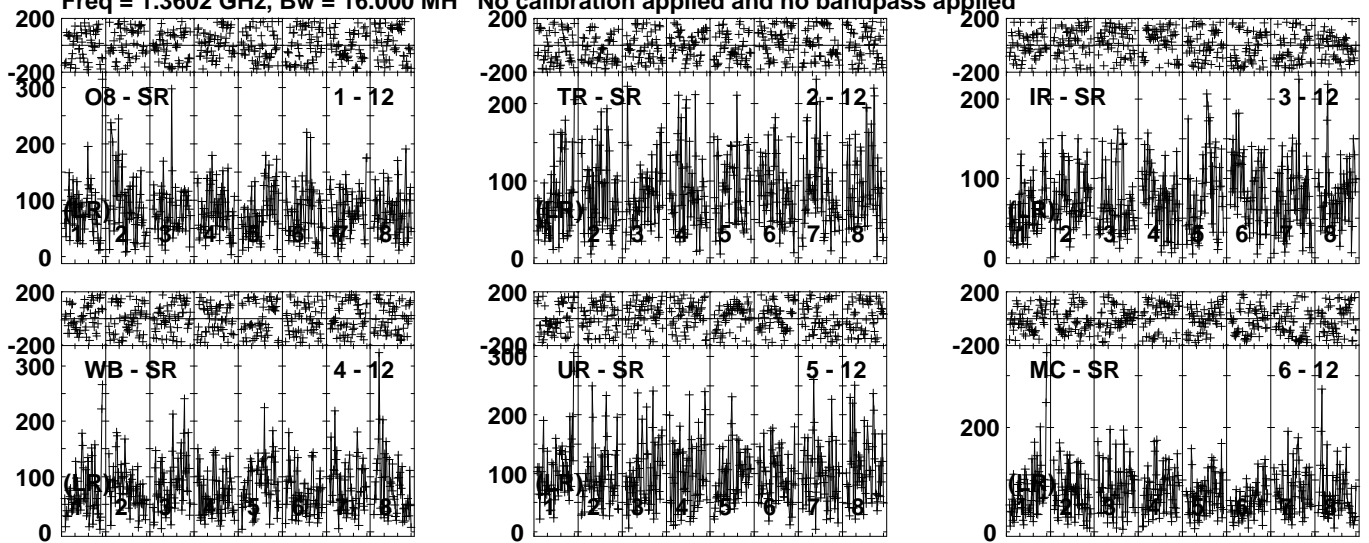 Freq = 1.3602 GHz, Bw = 16.000 MH No calibration applied and no bandpass applied
200
-200
300
200
100
0
O8 - SR 1 - 12
(LR)
1 2 3 4 5 6 7 8
200
-200
200
100
0
TR - SR 2 - 12
(LR)
1 2 3 4 5 6 7 8
200
-200
200
100
0
IR - SR 3 - 12
(LR)
1 2 3 4 5 6 7 8
200
-200
300
200
100
0
WB - SR 4 - 12
(LR)
1 2 3 4 5 6 7 8
200
-200
300
200
100
0
UR - SR 5 - 12
(LR)
1 2 3 4 5 6 7 8
200
-200
200
0
MC - SR 6 - 12
(LR)
1 2 3 4 5 6 7 8